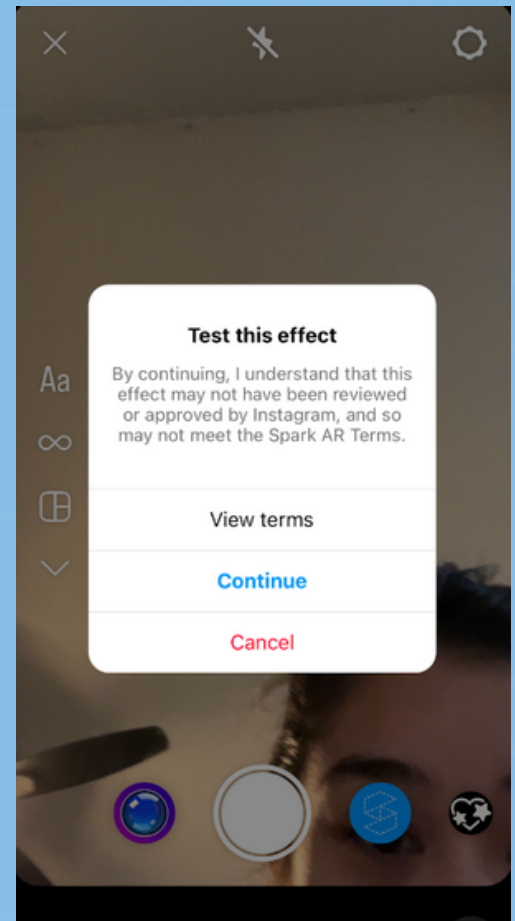 Test this effect
By continuing, I understand that this
effect may not have been reviewed
or approved by Instagram, and so
may not meet the Spark AR Terms.
Aa
View terms
Continue
Cancel